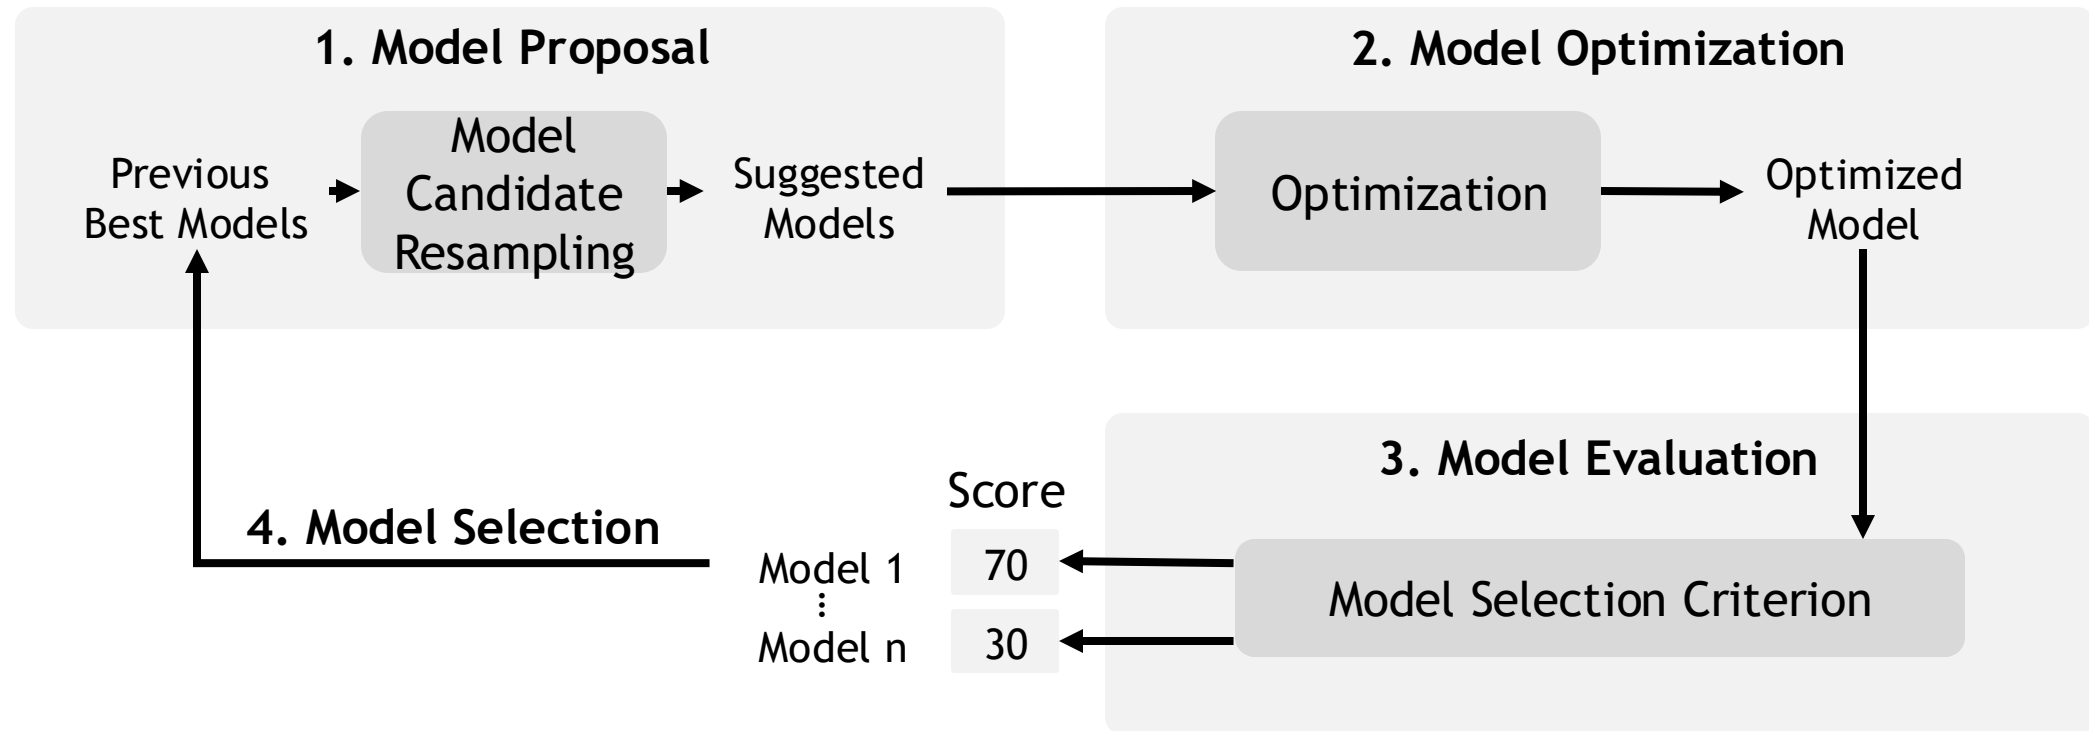 1. Model Proposal
Previous
Best Models
Model
Candidate
Resampling
Suggested
Models
2. Model Optimization
Optimization
Optimized
Model
3. Model Evaluation
Model Selection Criterion
Score
Model 1
70
⋮
Model n
30
4. Model Selection